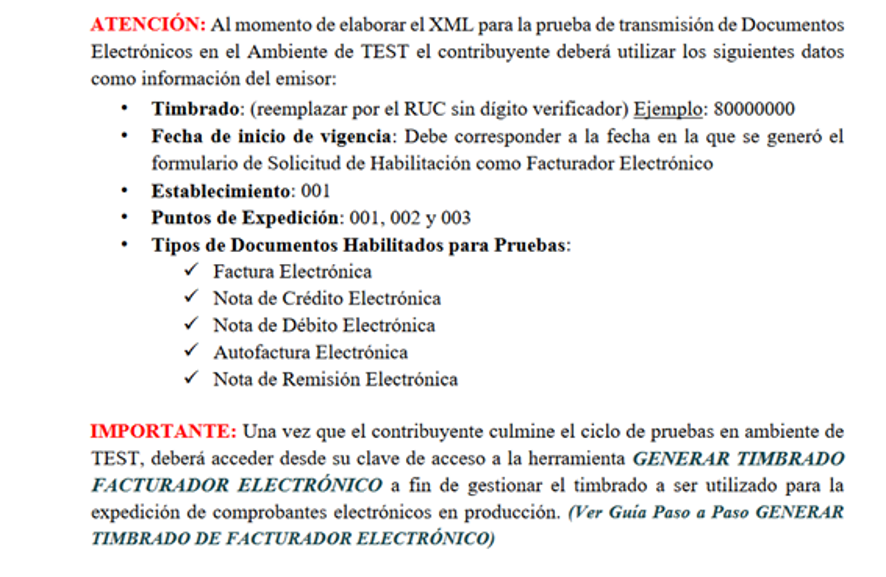 ATENCIÓN: Al momento de elaborar el XML para la prueba de transmisión de Documentos
Electrónicos en el Ambiente de TEST el contribuyente deberá utilizar los siguientes datos
como información del emisor:
• Timbrado: (reemplazar por el RUC sin dígito verificador) Ejemplo: 80000000
• Fecha de inicio de vigencia: Debe corresponder a la fecha en la que se generó el
formulario de Solicitud de Habilitación como Facturador Electrónico
• Establecimiento: 001
• Puntos de Expedición: 001, 002 y 003
• Tipos de Documentos Habilitados para Pruebas:
✓ Factura Electrónica
✓ Nota de Crédito Electrónica
✓ Nota de Débito Electrónica
✓ Autofactura Electrónica
✓ Nota de Remisión Electrónica
IMPORTANTE: Una vez que el contribuyente culmine el ciclo de pruebas en ambiente de
TEST, deberá acceder desde su clave de acceso a la herramienta GENERAR TIMBRADO
FACTURADOR ELECTRÓNICO a fin de gestionar el timbrado a ser utilizado para la
expedición de comprobantes electrónicos en producción. (Ver Guía Paso a Paso GENERAR
TIMBRADO DE FACTURADOR ELECTRÓNICO)